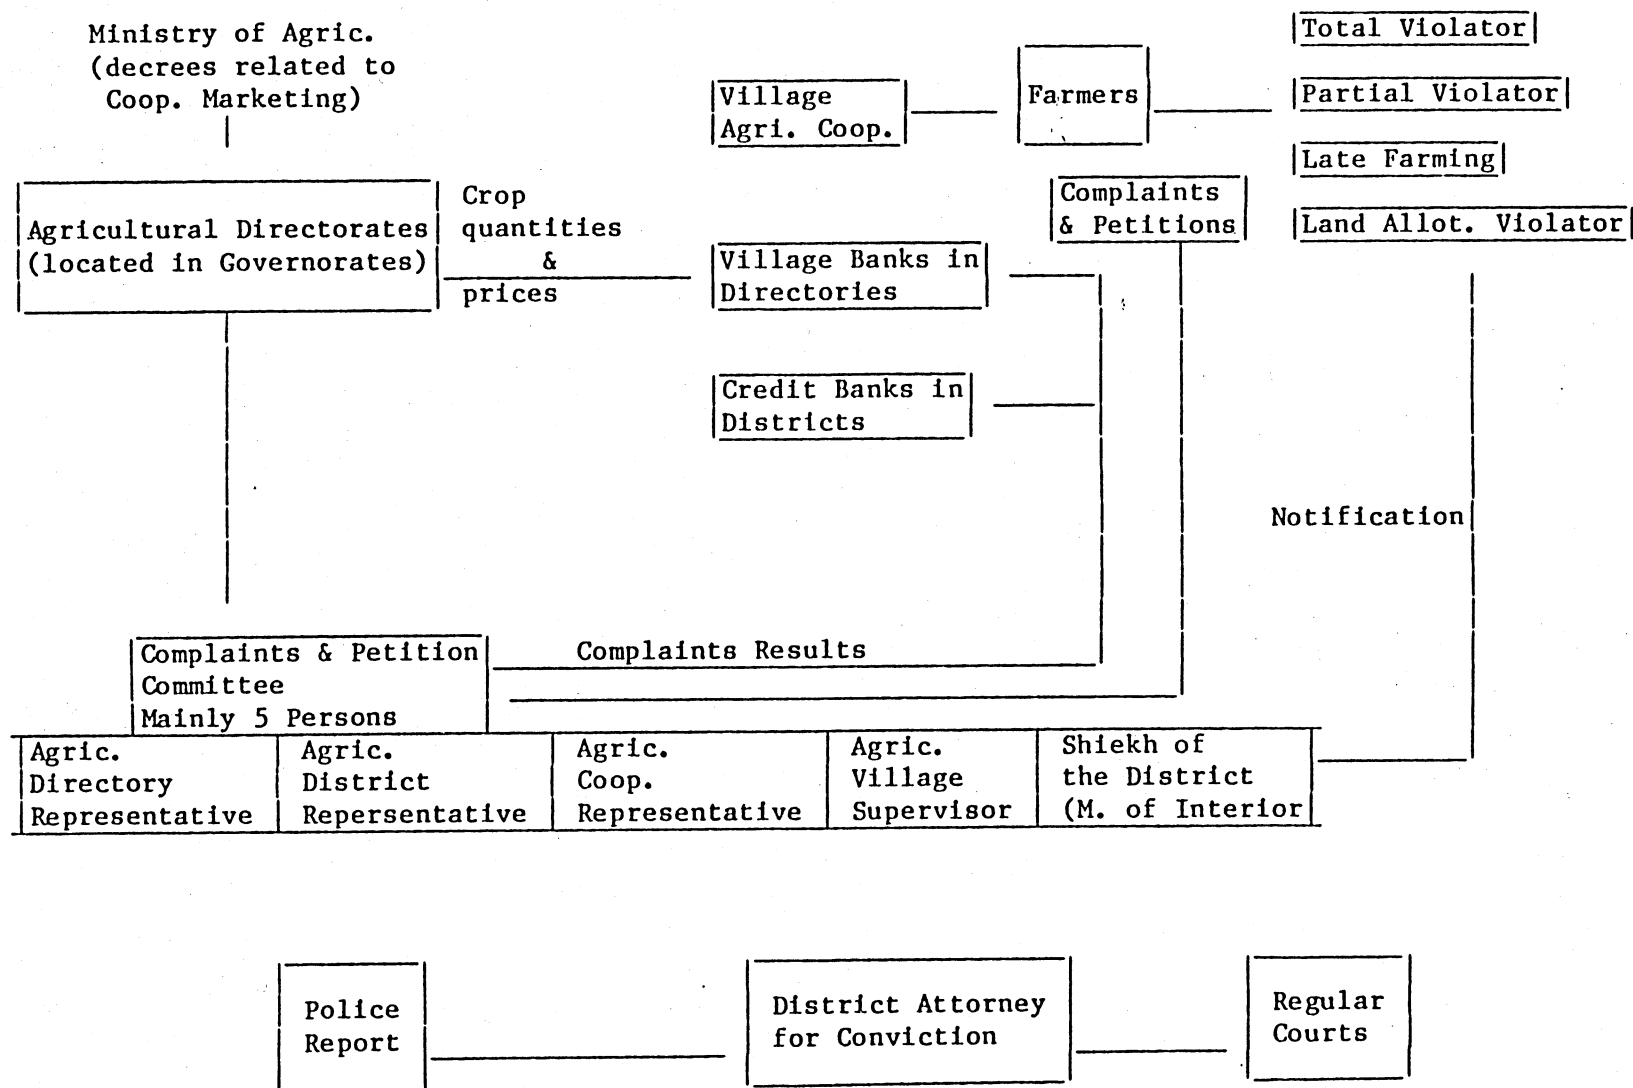 Ministry of Agric.
(decrees related to
Coop. Marketing)
Village
Agri. Coop.
Farmers
Total Violator
Partial Violator
Late Farming
Land Allot. Violator
Complaints
& Petitions
Agricultural Directorates
(located in Governorates)
Crop
quantities
&
prices
Village Banks in
Directories
Credit Banks in
Districts
Notification
Complaints & Petition
Committee
Mainly 5 Persons
Complaints Results
Agric.
Directory
Representative
Agric.
District
Repersentative
Agric.
Coop.
Representative
Agric.
Village
Supervisor
Shiekh of
the District
(M. of Interior
Police
Report
District Attorney
for Conviction
Regular
Courts